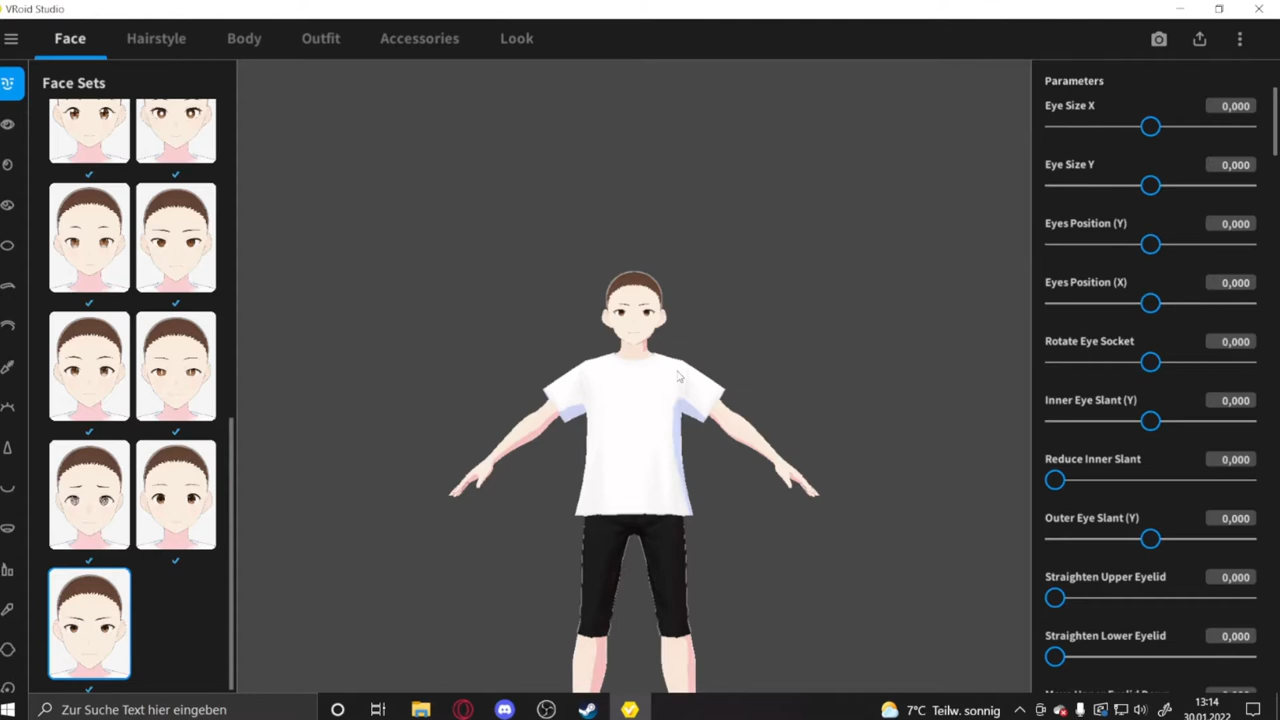 VRoid Studio
Face
Hairstyle
Body
Outfit
Accessories
Look
Face Sets
Parameters
Eye Size X
0,000
Eye Size Y
0,000
Eyes Position (Y)
0,000
Eyes Position (X)
0,000
Rotate Eye Socket
0,000
Inner Eye Slant (Y)
0,000
Reduce Inner Slant
0,000
Outer Eye Slant (Y)
0,000
Straighten Upper Eyelid
0,000
Straighten Lower Eyelid
0,000
Zur Suche Text hier eingeben
7°C Teilw. sonnig
13:14
30.01.2022